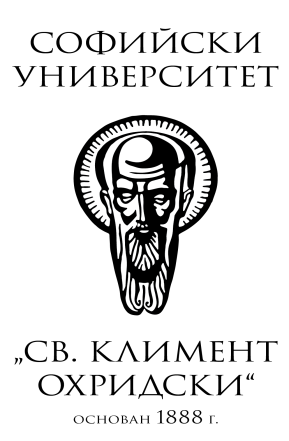 СОФИЙСКИ
УНИВЕРСИТЕТ
„СВ. КЛИМЕНТ
ОХРИДСКИ“
ОСНОВАН 1888 Г.